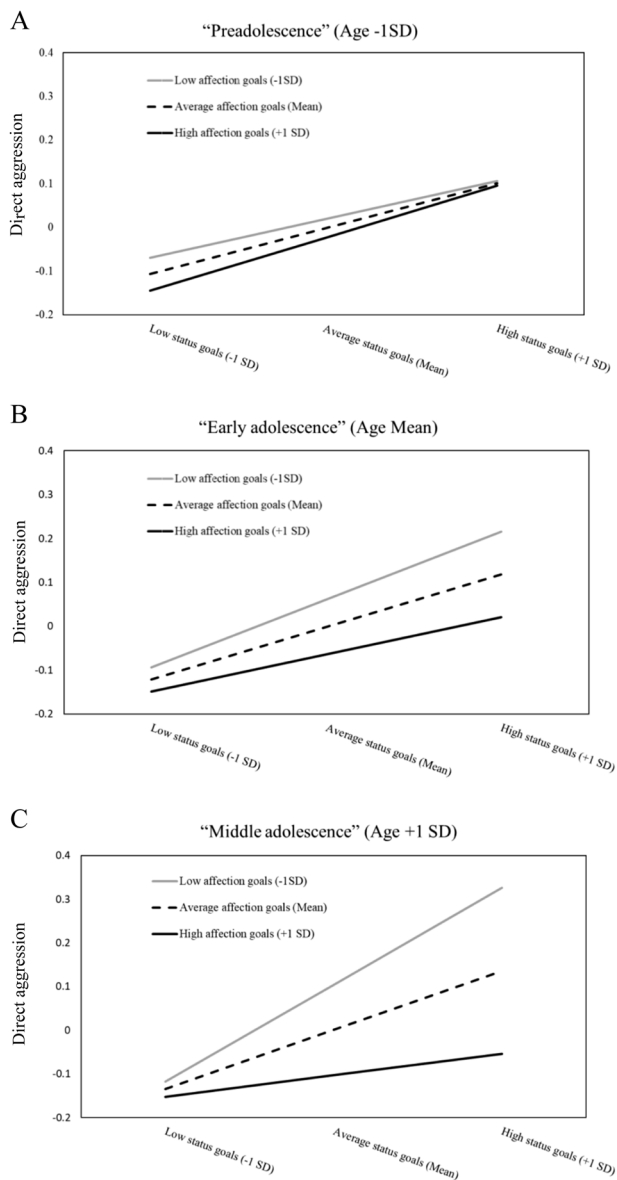 A
“Preadolescence” (Age -1SD)
0.4
0.3
0.2
0.1
0
-0.1
-0.2
Direct aggression
Low affection goals (-1SD)
Average affection goals (Mean)
High affection goals (+1 SD)
Low status goals (-1 SD)
Average status goals (Mean)
High status goals (+1 SD)
B
“Early adolescence” (Age Mean)
0.4
0.3
0.2
0.1
0
-0.1
-0.2
Direct aggression
Low affection goals (-1SD)
Average affection goals (Mean)
High affection goals (+1 SD)
Low status goals (-1 SD)
Average status goals (Mean)
High status goals (+1 SD)
C
“Middle adolescence” (Age +1 SD)
0.4
0.3
0.2
0.1
0
-0.1
-0.2
Direct aggression
Low affection goals (-1SD)
Average affection goals (Mean)
High affection goals (+1 SD)
Low status goals (-1 SD)
Average status goals (Mean)
High status goals (+1 SD)